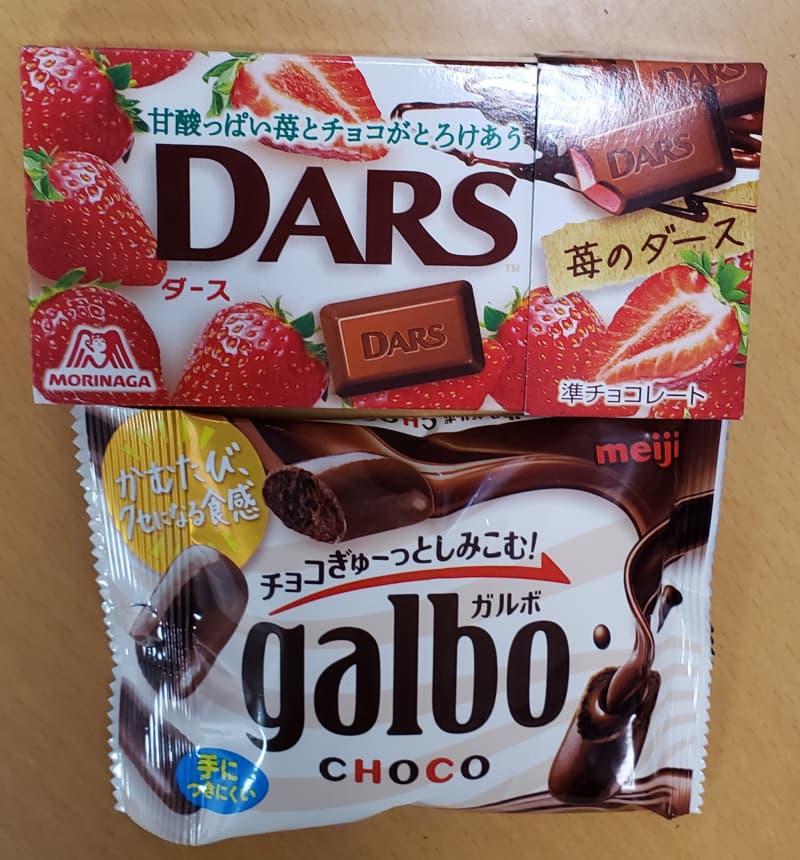 甘酸っぱい苺とチョコがとろけあう
DARS
TM
ダース
DARS
MORINAGA
DARS
DARS
苺のダース
準チョコレート
meiji
かむたび、
クセになる食感
チョコぎゅーっとしみこむ!
ガルボ
galbo
CHOCO
手に
つきにくい